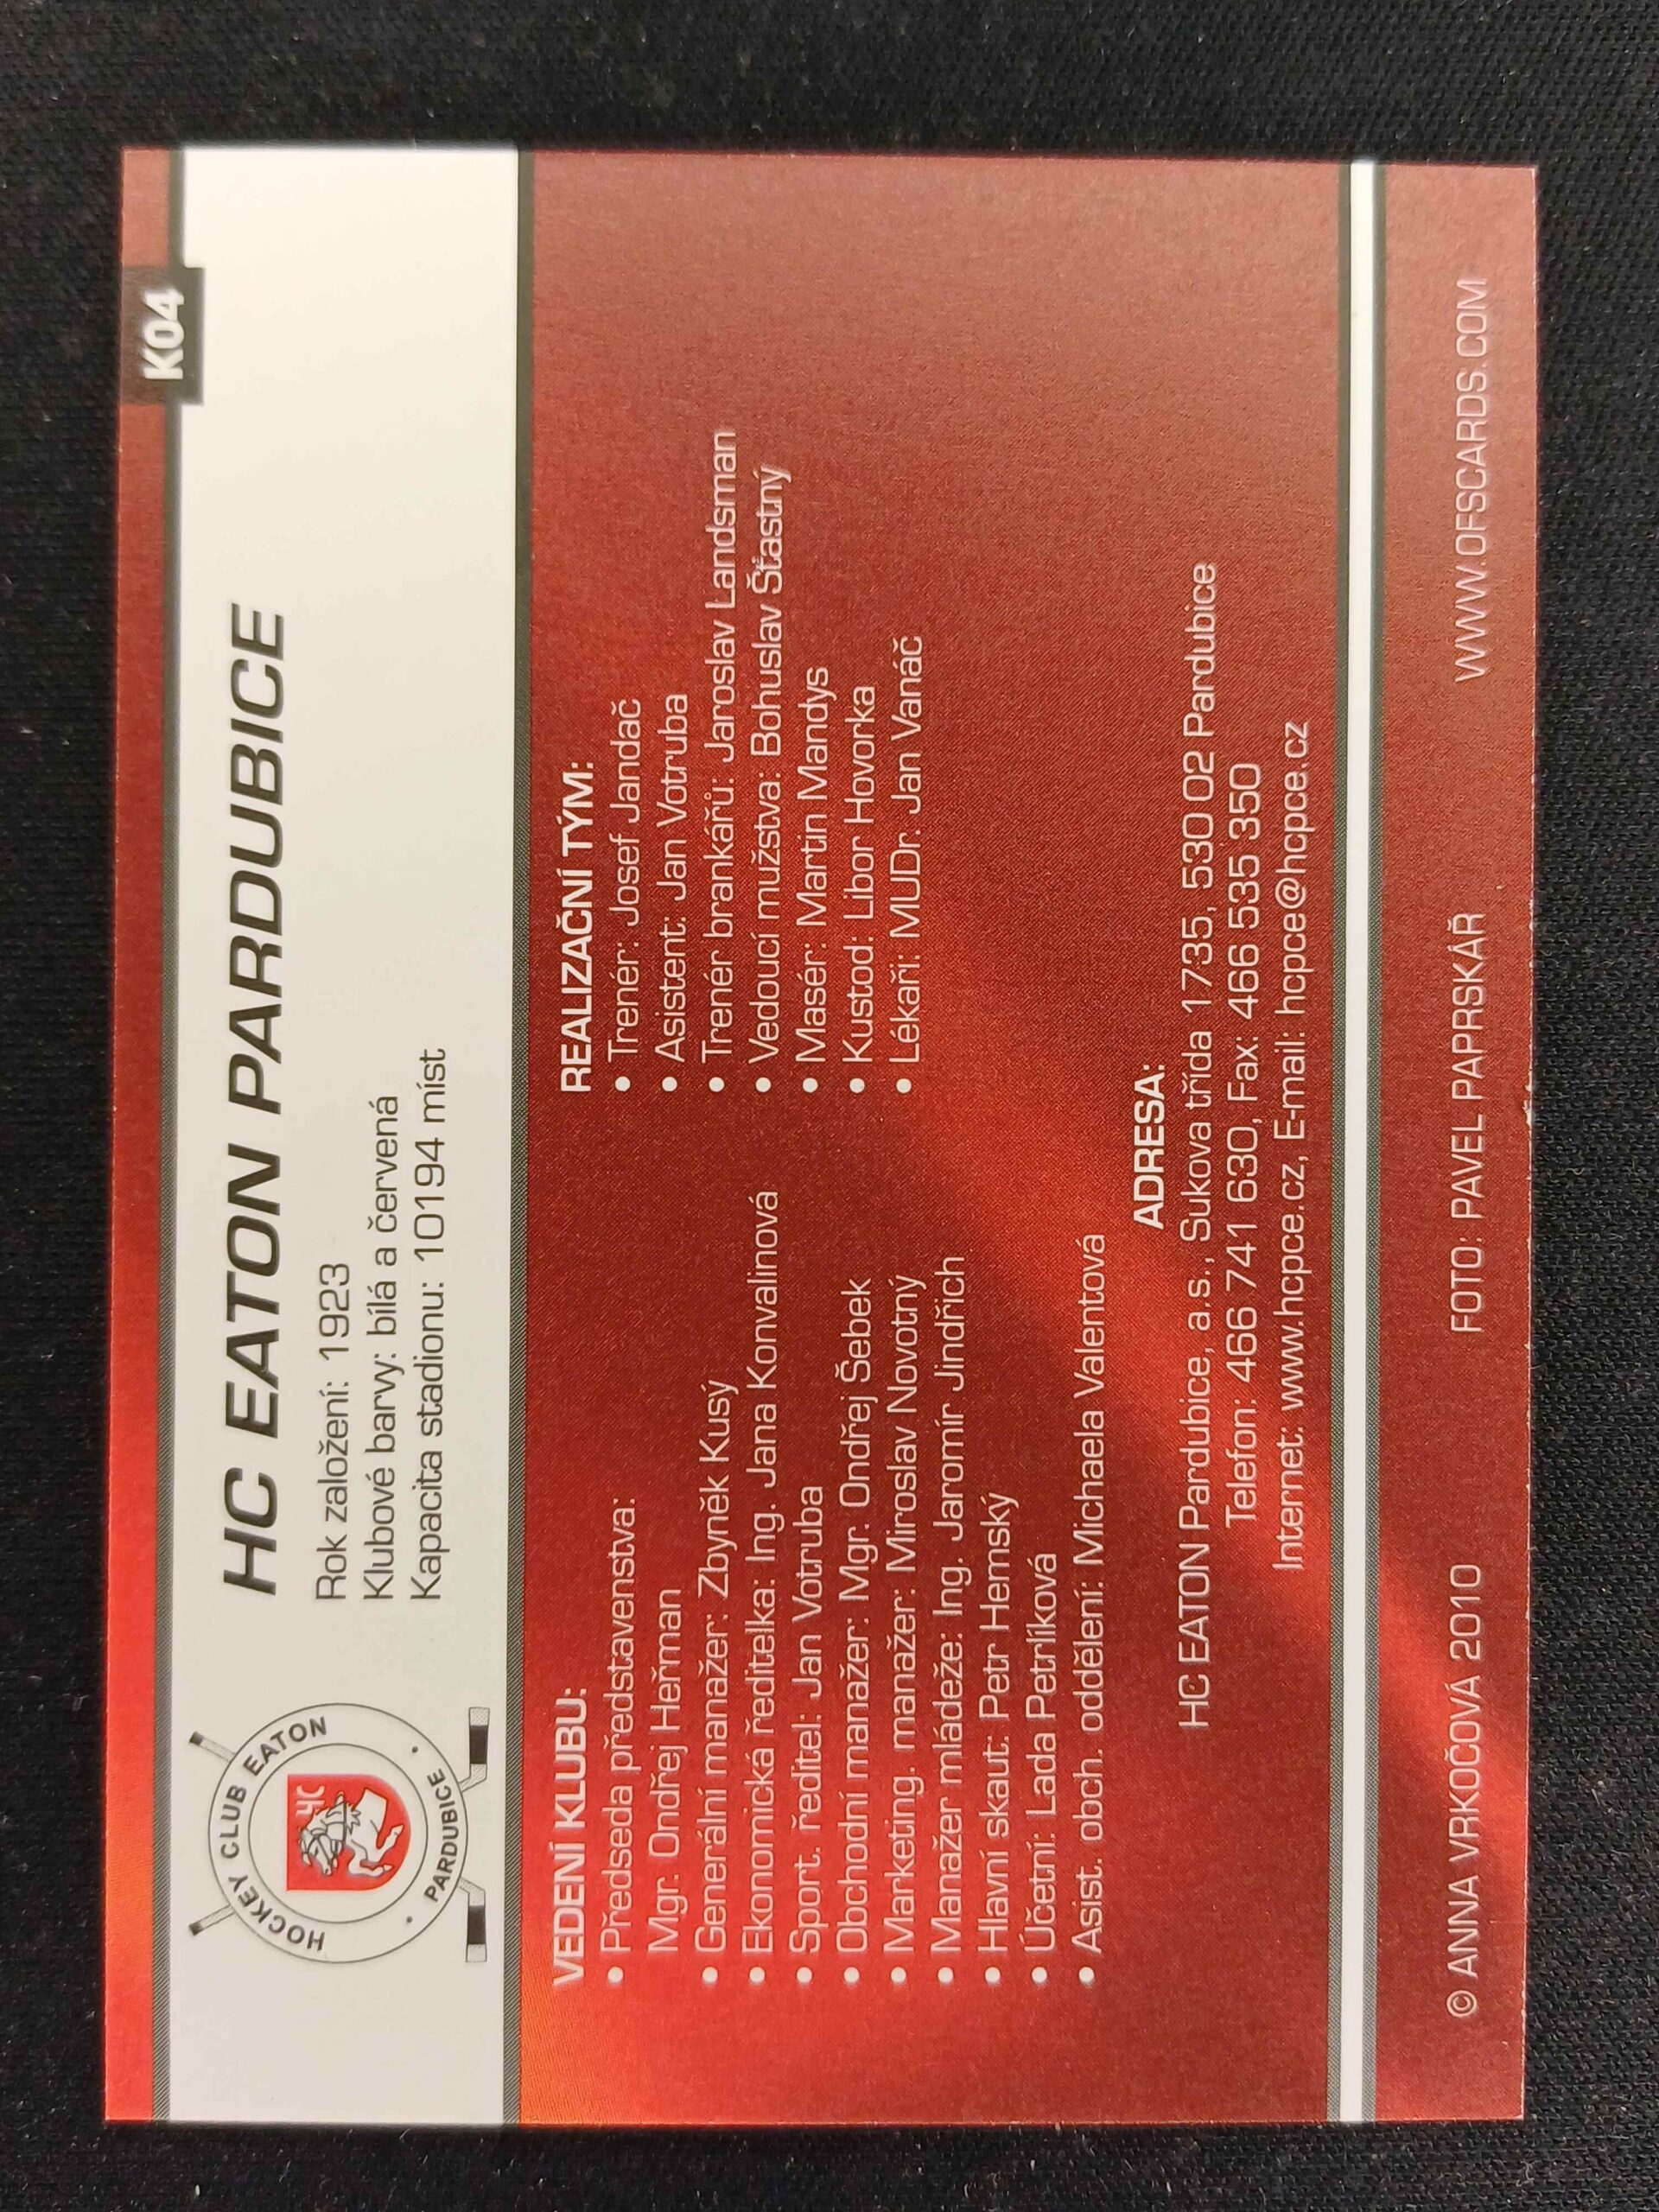 K04
HOCKEY CLUB EATON
• PARDUBICE •
HC
HC EATON PARDUBICE
Rok založení: 1923
Klubové barvy: bílá a červená
Kapacita stadionu: 10194 míst
VEDENÍ KLUBU:
• Předseda představenstva:
Mgr. Ondřej Heřman
• Generální manažer: Zbyněk Kusý
• Ekonomická ředitelka: Ing. Jana Konvalinová
• Sport. ředitel: Jan Votruba
• Obchodní manažer: Mgr. Ondřej Šebek
• Marketing. manažer: Miroslav Novotný
• Manažer mládeže: Ing. Jaromír Jindřich
• Hlavní skaut: Petr Hemský
• Účetní: Lada Petrlíková
• Asist. obch. oddělení: Michaela Valentová
REALIZAČNÍ TÝM:
• Trenér: Josef Jandač
• Asistent: Jan Votruba
• Trenér brankářů: Jaroslav Landsman
• Vedoucí mužstva: Bohuslav Šťastný
• Masér: Martin Mandys
• Kustod: Libor Hovorka
• Lékaři: MUDr. Jan Vanáč
ADRESA:
HC EATON Pardubice, a.s., Sukova třída 1735, 530 02 Pardubice
Telefon: 466 741 630, Fax: 466 535 350
Internet: www.hcpce.cz, E-mail: hcpce@hcpce.cz
© ANNA VRKOČOVÁ 2010
FOTO: PAVEL PAPRSKÁŘ
WWW.OFSCARDS.COM